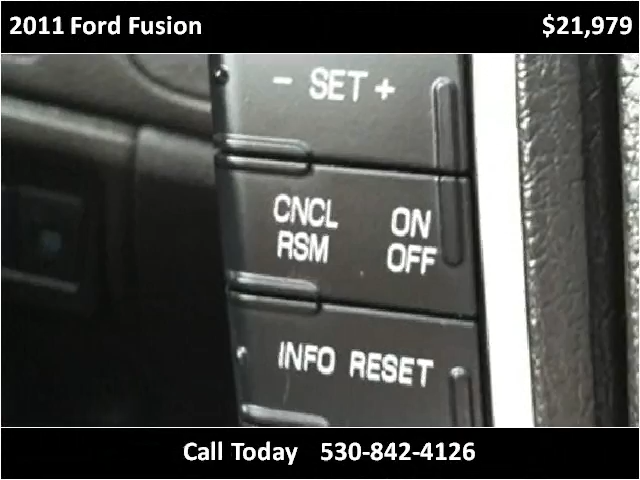 2011 Ford Fusion $21,979
- SET +
CNCL ON
RSM OFF
INFO RESET
Call Today 530-842-4126